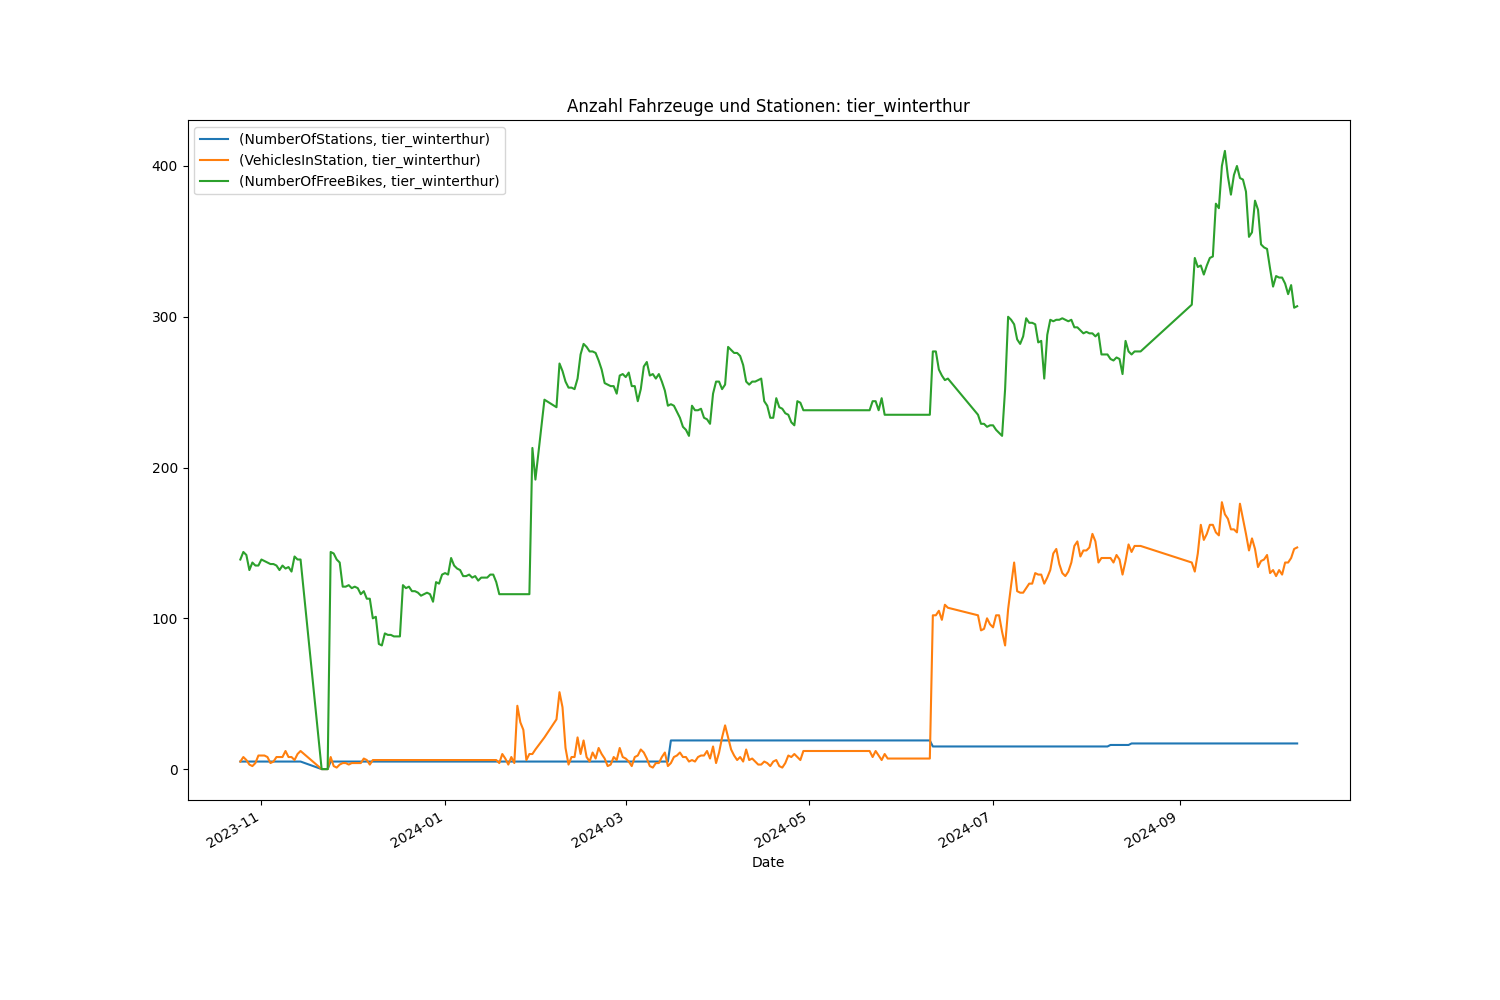 Anzahl Fahrzeuge und Stationen: tier_winterthur
(NumberOfStations, tier_winterthur)
(VehiclesInStation, tier_winterthur)
(NumberOfFreeBikes, tier_winterthur)
400
300
200
100
0
2023-11
2024-01
2024-03
2024-05
2024-07
2024-09
Date